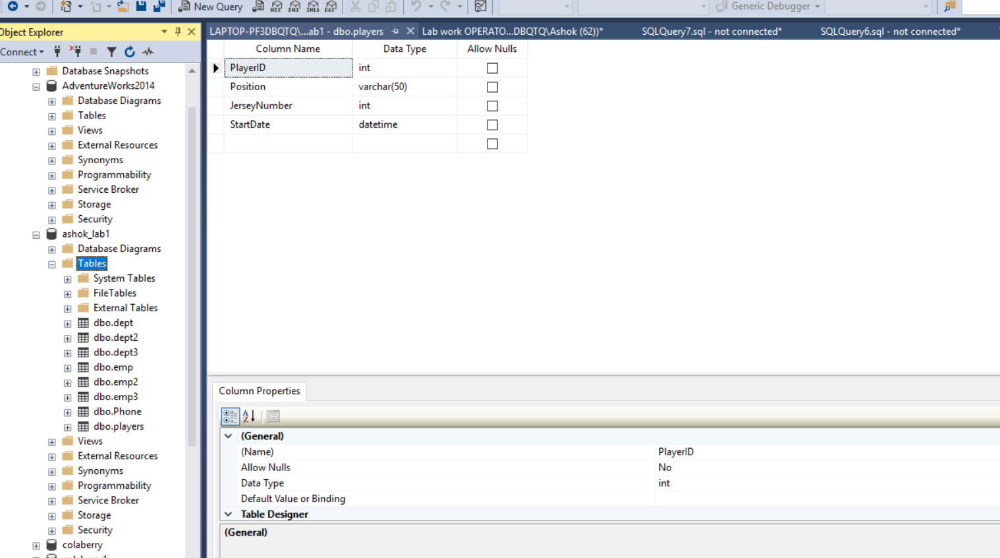 New Query
MDX DMX XMLA DAX
Generic Debugger
Object Explorer
Connect
Database Snapshots
AdventureWorks2014
Database Diagrams
Tables
Views
External Resources
Synonyms
Programmability
Service Broker
Storage
Security
ashok_lab1
Database Diagrams
Tables
System Tables
FileTables
External Tables
dbo.dept
dbo.dept2
dbo.dept3
dbo.emp
dbo.emp2
dbo.emp3
dbo.Phone
dbo.players
Views
External Resources
Synonyms
Programmability
Service Broker
Storage
Security
colaberry
LAPTOP-PF3DBQTQ\...ab1 - dbo.players
Lab work OPERATO...DBQTQ\Ashok (62))*
SQLQuery7.sql - not connected*
SQLQuery6.sql - not connected*
Column Name Data Type Allow Nulls
PlayerID int
Position varchar(50)
JerseyNumber int
StartDate datetime
Column Properties
(General)
(Name) PlayerID
Allow Nulls No
Data Type int
Default Value or Binding
Table Designer
(General)